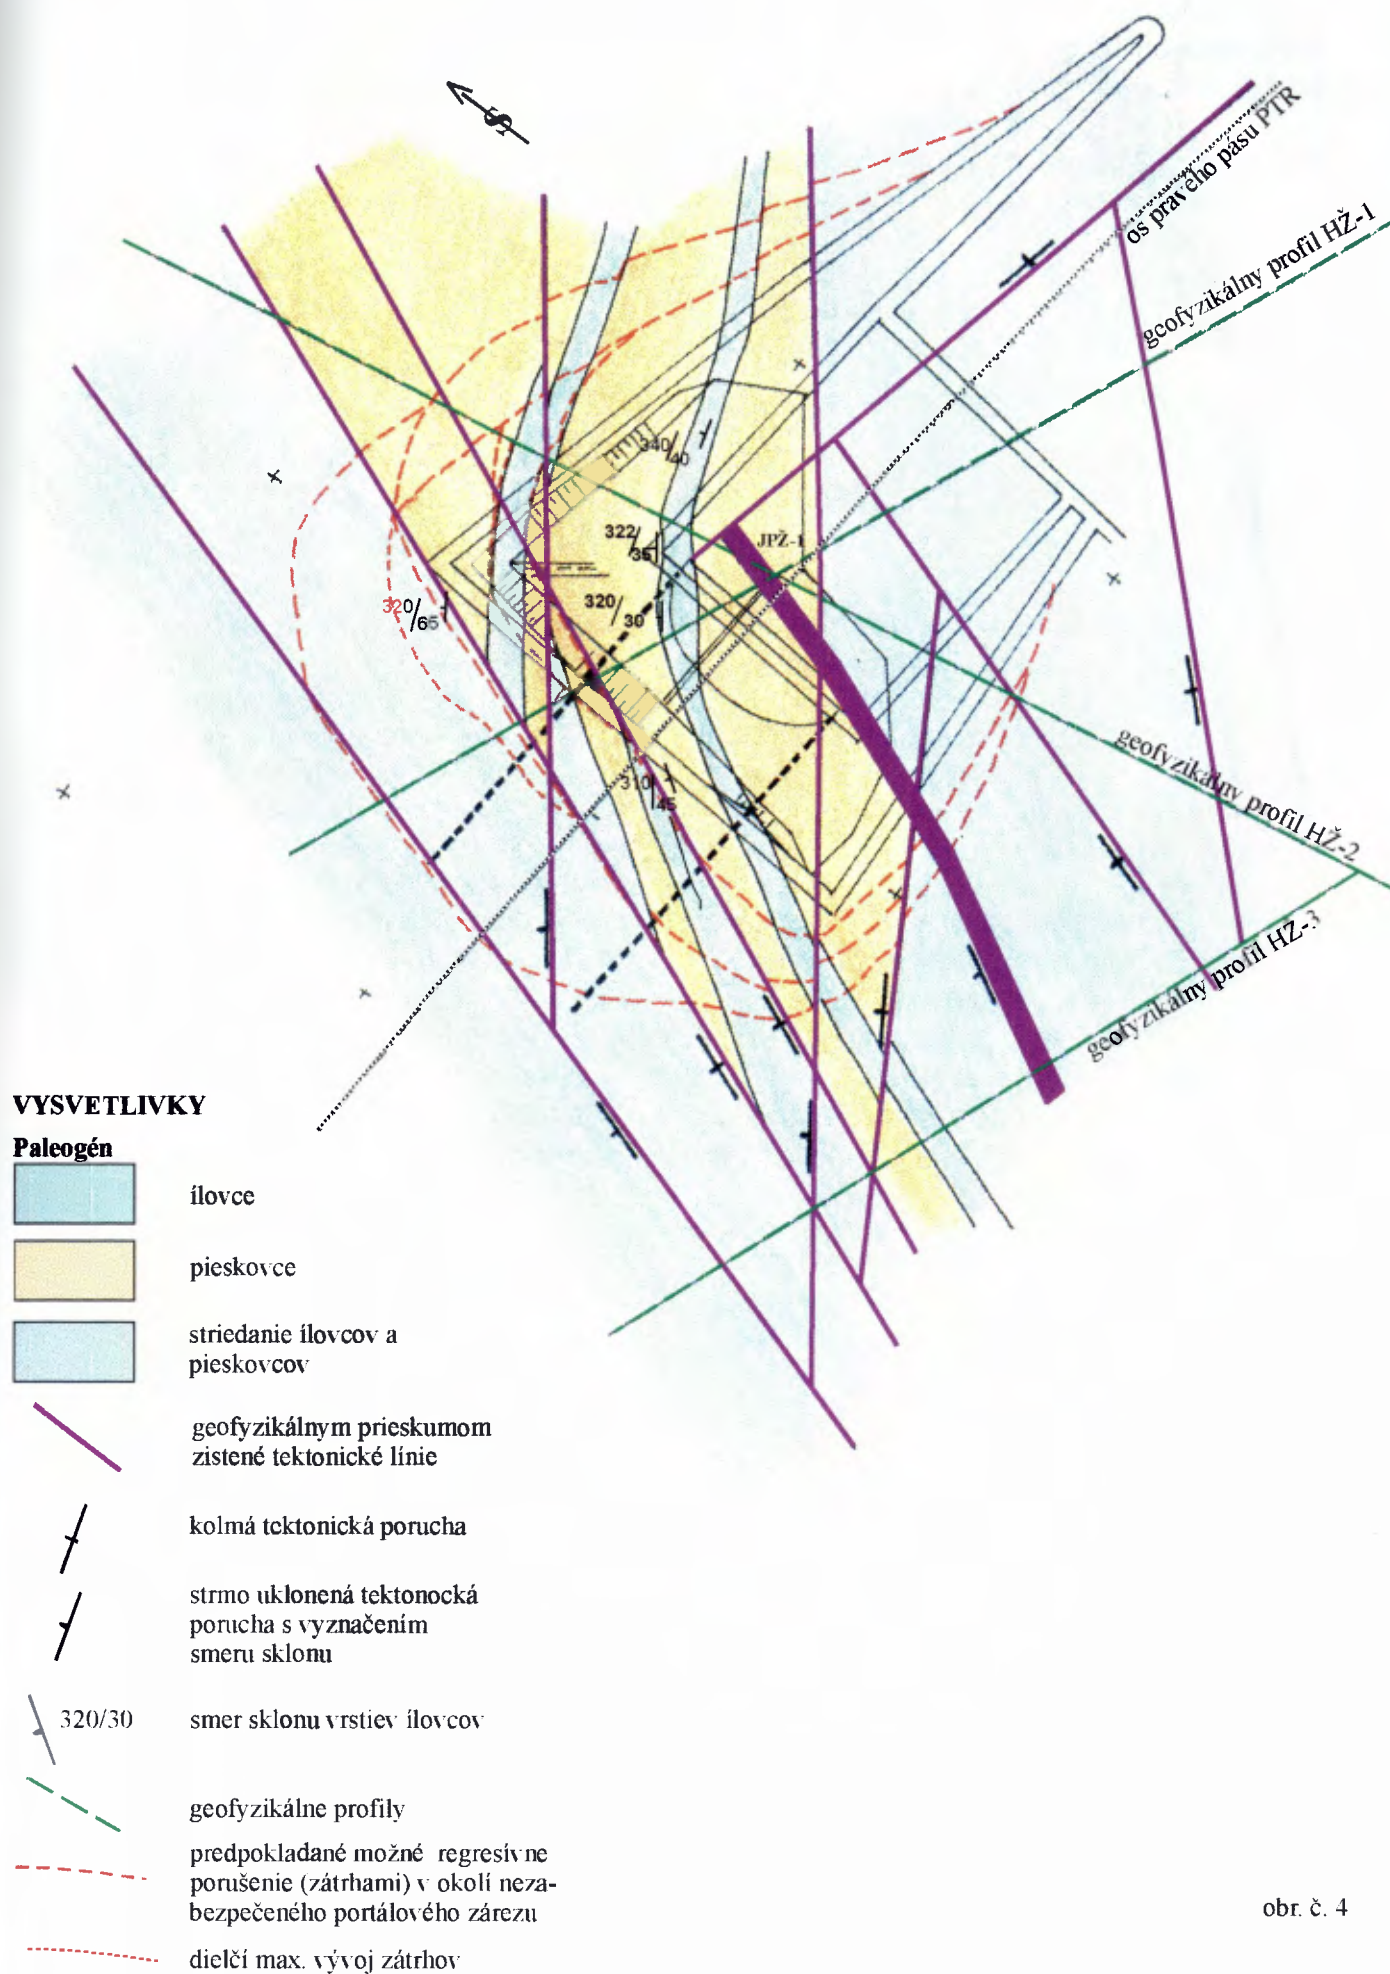 S
os pravého pásu PTR
geofyzikálny profil HŽ-1
340/40
322/35
JPŽ-1
320/65
320/30
310/45
geofyzikálny profil HŽ-2
geofyzikálny profil HŽ-3
VYSVETLIVKY
Paleogén
ílovce
pieskovce
striedanie ílovcov a
pieskovcov
geofyzikálnym prieskumom
zistené tektonické línie
kolmá tektonická porucha
strmo uklonená tektonocká
porucha s vyznačením
smeru sklonu
320/30 smer sklonu vrstiev ílovcov
geofyzikálne profily
predpokladané možné regresívne
porušenie (zátrhami) v okolí neza-
bezpečeného portálového zárezu
obr. č. 4
dielčí max. vývoj zátrhov